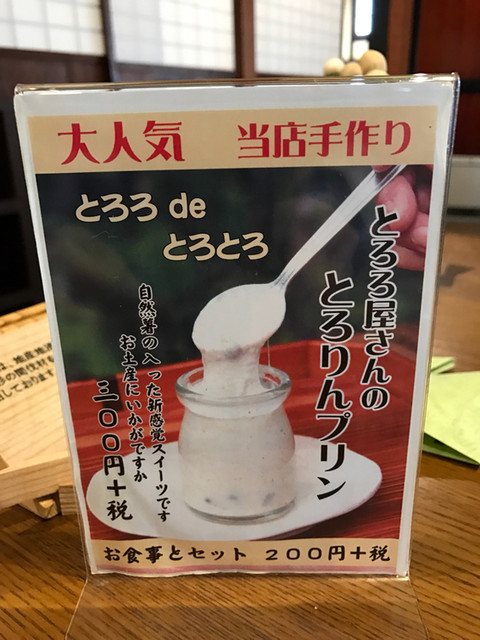 大人気 当店手作り
とろろ de
とろとろ
とろろ屋さんの
とろりんプリン
自然薯の入った新感覚スイーツです
お土産にいかがですか
三〇〇円+税
お食事とセット 200円+税